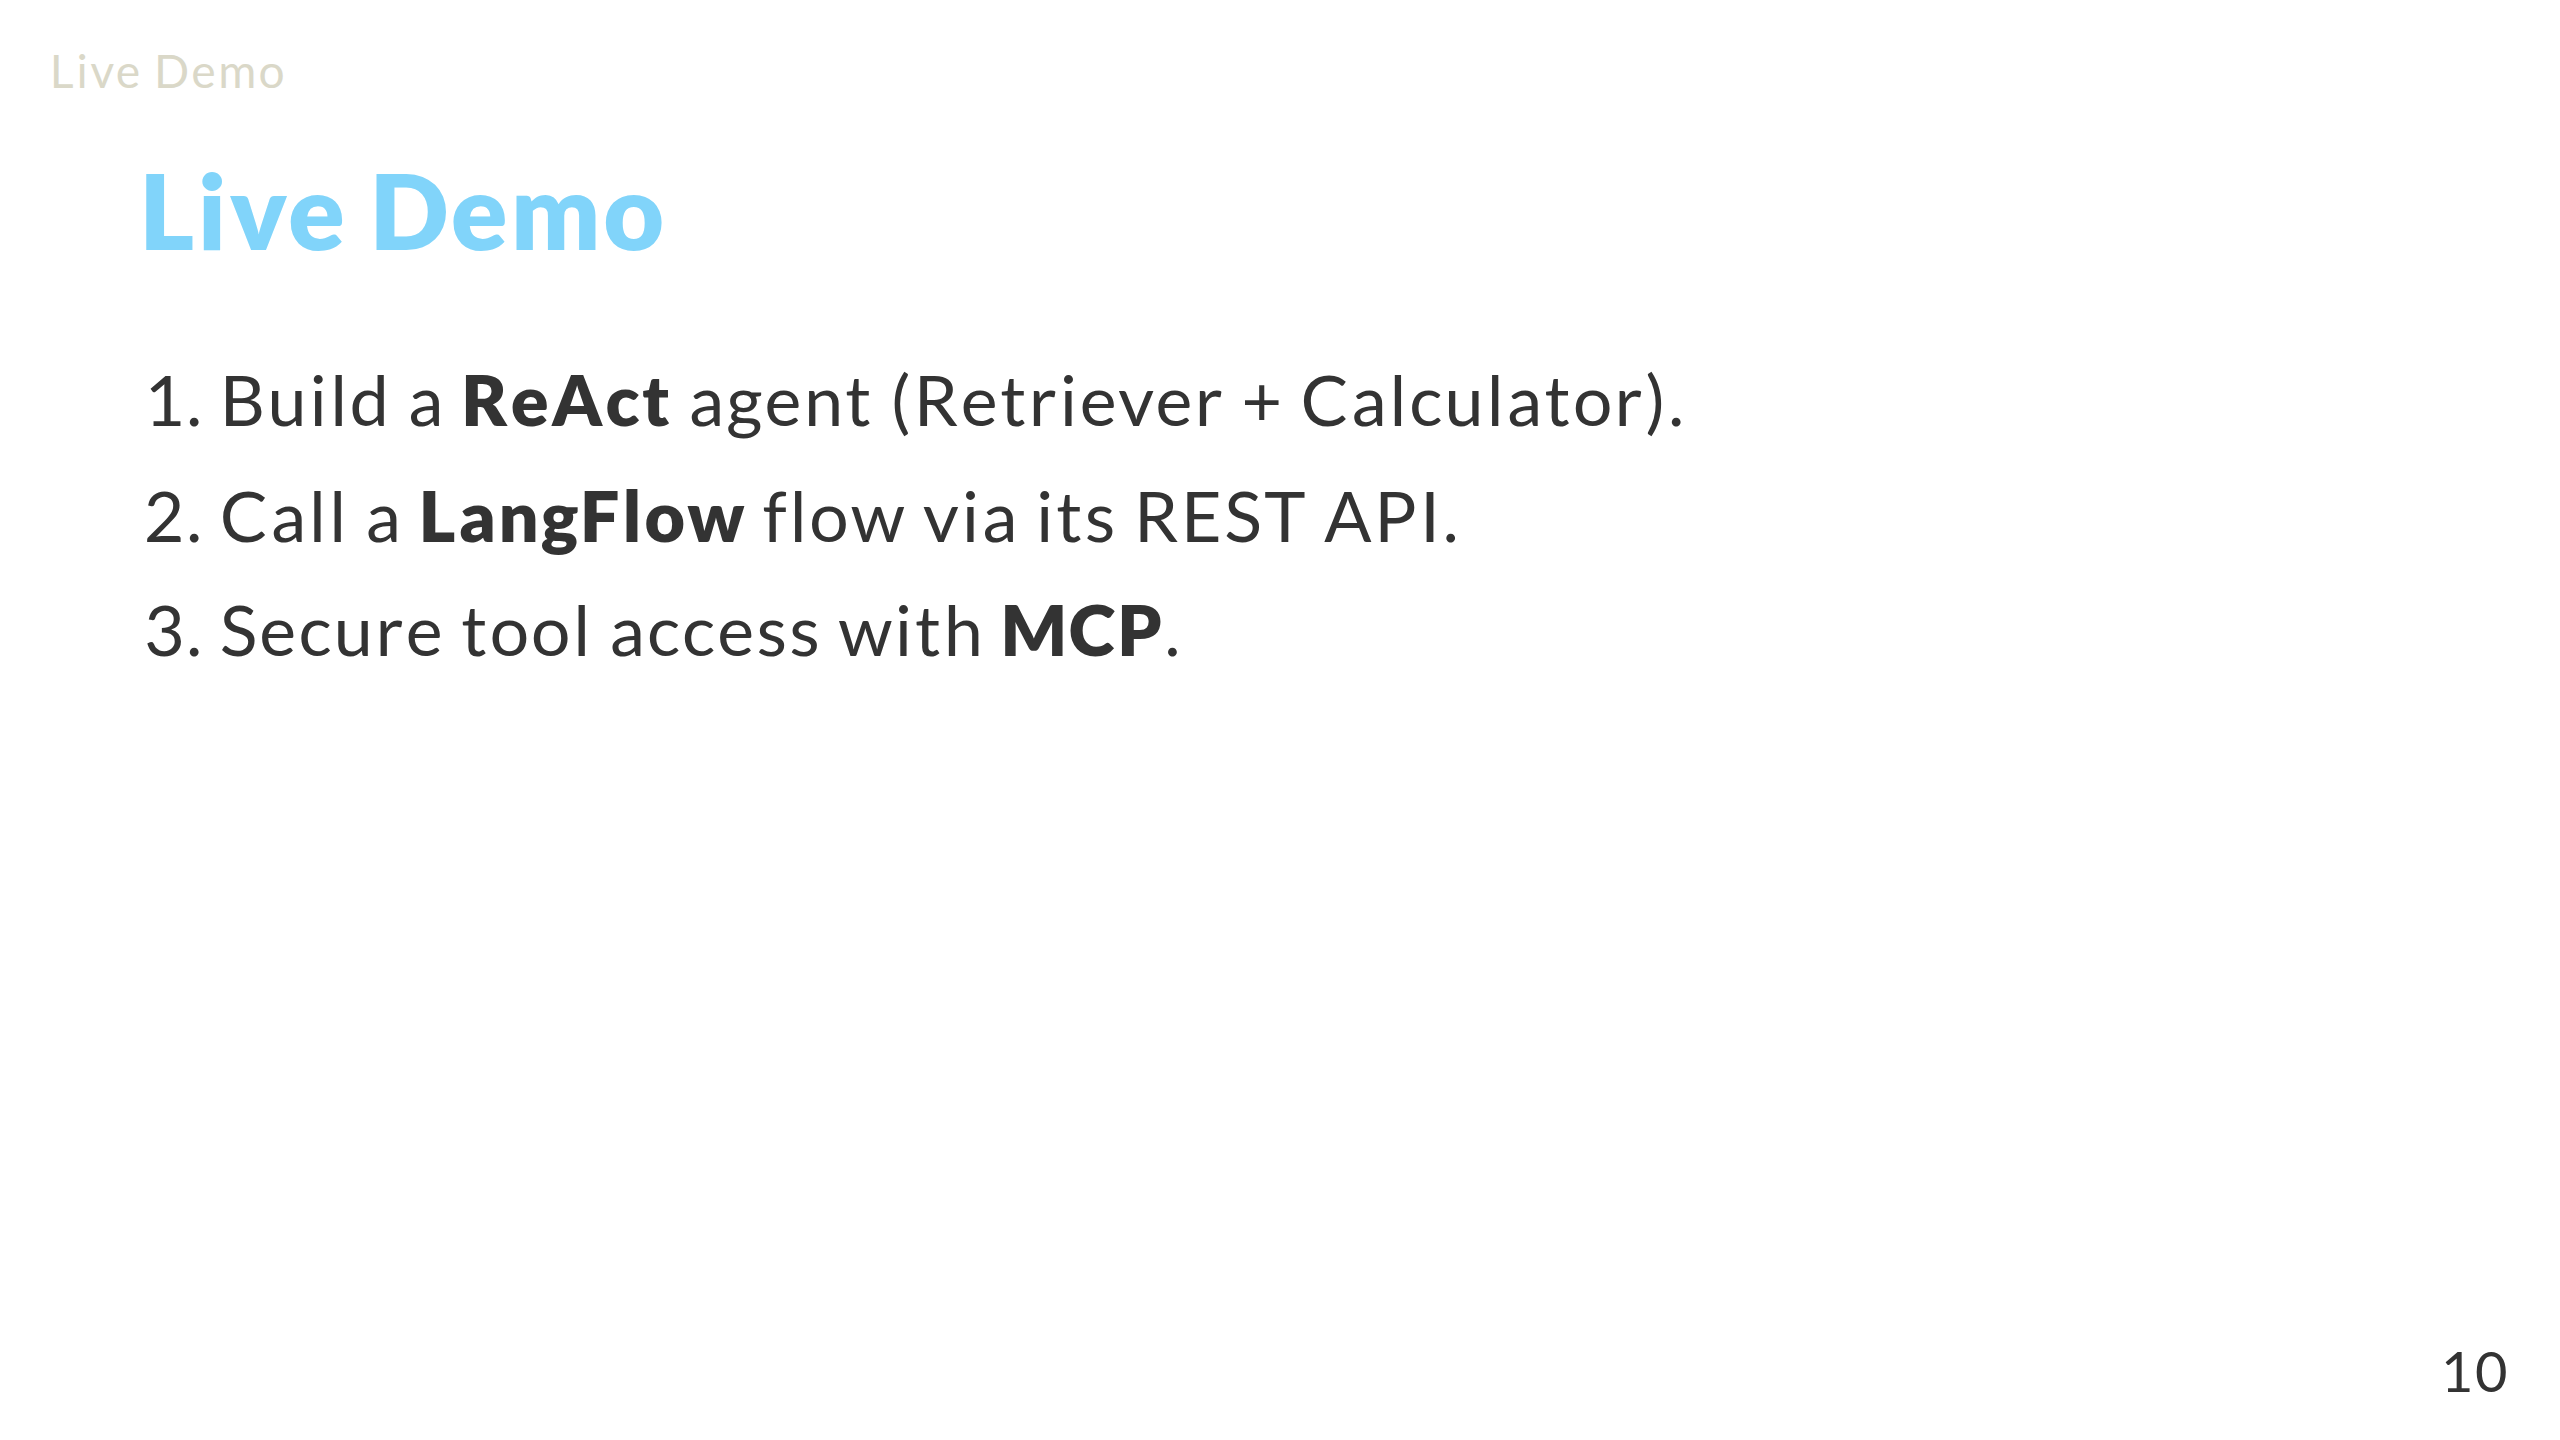 Live Demo
Live Demo
1. Build a ReAct agent (Retriever + Calculator).
2. Call a LangFlow flow via its REST API.
3. Secure tool access with MCP.
10